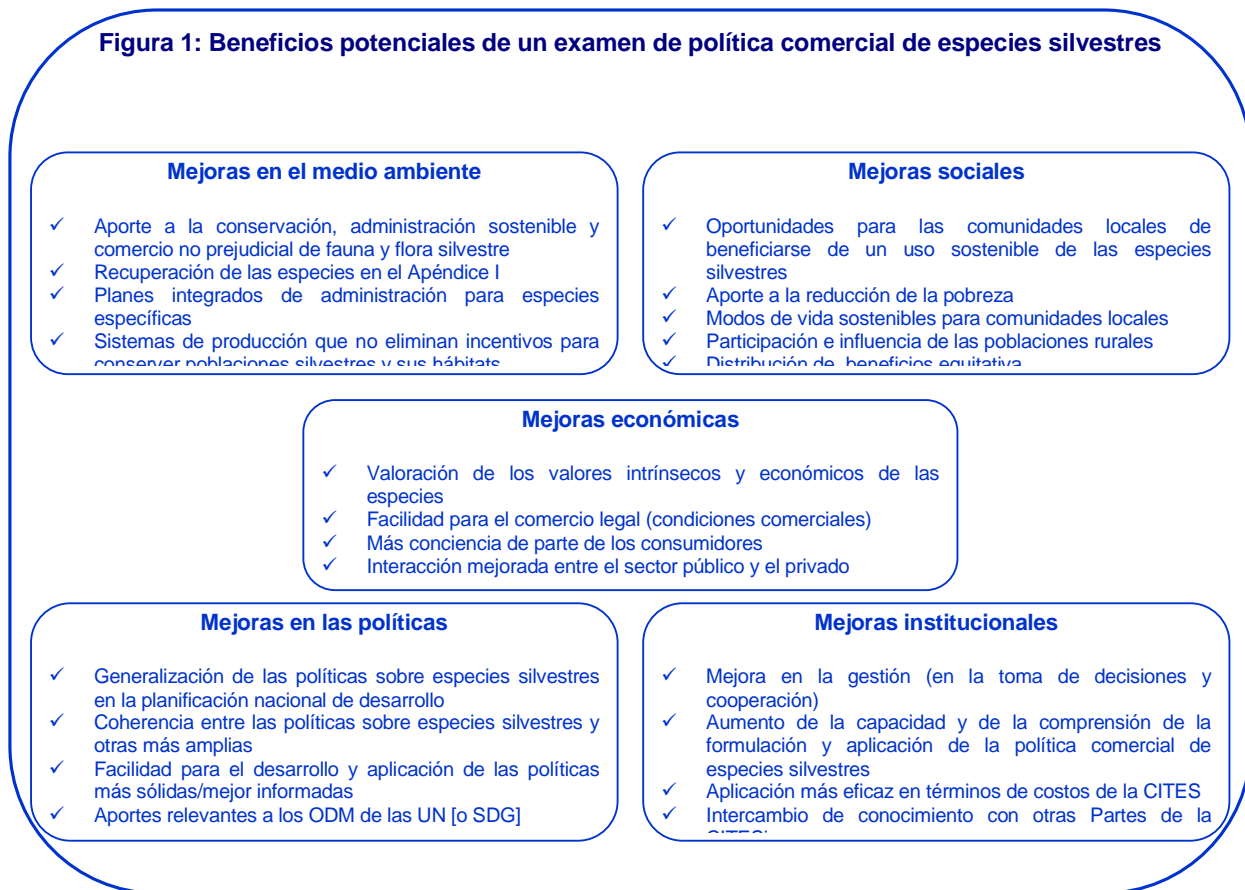 Figura 1: Beneficios potenciales de un examen de política comercial de especies silvestres
Mejoras en el medio ambiente
✓ Aporte a la conservación, administración sostenible y
comercio no prejudicial de fauna y flora silvestre
✓ Recuperación de las especies en el Apéndice I
✓ Planes integrados de administración para especies
específicas
✓ Sistemas de producción que no eliminan incentivos para
conserver poblaciones silvestres y sus hábitats
Mejoras sociales
✓ Oportunidades para las comunidades locales de
beneficiarse de un uso sostenible de las especies
silvestres
✓ Aporte a la reducción de la pobreza
✓ Modos de vida sostenibles para comunidades locales
✓ Participación e influencia de las poblaciones rurales
✓ Distribución de beneficios equitativa
Mejoras económicas
✓ Valoración de los valores intrínsecos y económicos de las
especies
✓ Facilidad para el comercio legal (condiciones comerciales)
✓ Más conciencia de parte de los consumidores
✓ Interacción mejorada entre el sector público y el privado
Mejoras en las políticas
✓ Generalización de las políticas sobre especies silvestres
en la planificación nacional de desarrollo
✓ Coherencia entre las políticas sobre especies silvestres y
otras más amplias
✓ Facilidad para el desarrollo y aplicación de las políticas
más sólidas/mejor informadas
✓ Aportes relevantes a los ODM de las UN [o SDG]
Mejoras institucionales
✓ Mejora en la gestión (en la toma de decisiones y
cooperación)
✓ Aumento de la capacidad y de la comprensión de la
formulación y aplicación de la política comercial de
especies silvestres
✓ Aplicación más eficaz en términos de costos de la CITES
✓ Intercambio de conocimiento con otras Partes de la